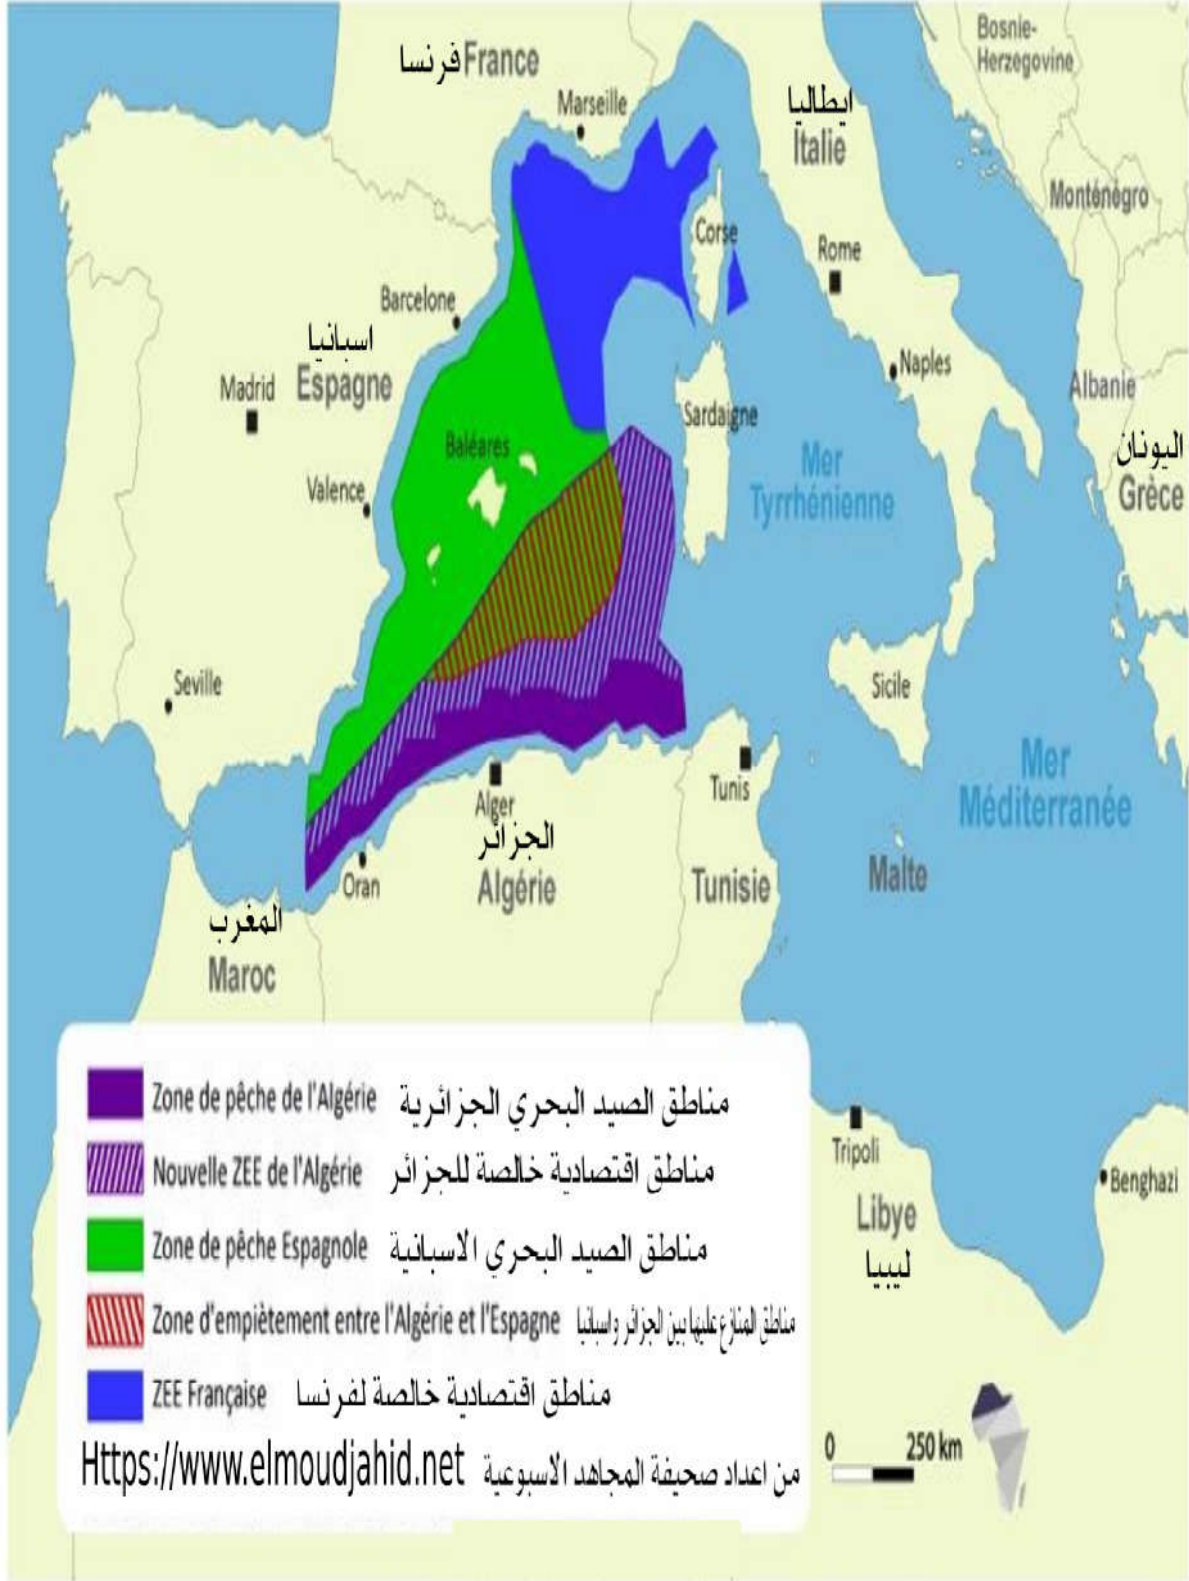 فرنسا France
Bosnie-
Herzegovine
Marseille
ايطاليا
Italie
Monténégro
Corse
Rome
Barcelone
اسبانيا
Espagne
Madrid
Naples
Albanie
Sardaigne
Baléares
اليونان
Grèce
Mer
Tyrrhénienne
Valence
Seville
Sicile
Mer
Méditerranée
Tunis
Alger
الجزائر
Algérie
Oran
Tunisie
Malte
المغرب
Maroc
Zone de pêche de l'Algérie مناطق الصيد البحري الجزائرية
Nouvelle ZEE de l'Algérie مناطق اقتصادية خالصة للجزائر
Zone de pêche Espagnole مناطق الصيد البحري الاسبانية
Zone d'empiètement entre l'Algérie et l'Espagne مناطق المنازع عليها بين الجزائر واسبانيا
ZEE Française مناطق اقتصادية خالصة لفرنسا
Https://www.elmoudjahid.net من اعداد صحيفة المجاهد الاسبوعية
Tripoli
Benghazi
Libye
ليبيا
0 250 km